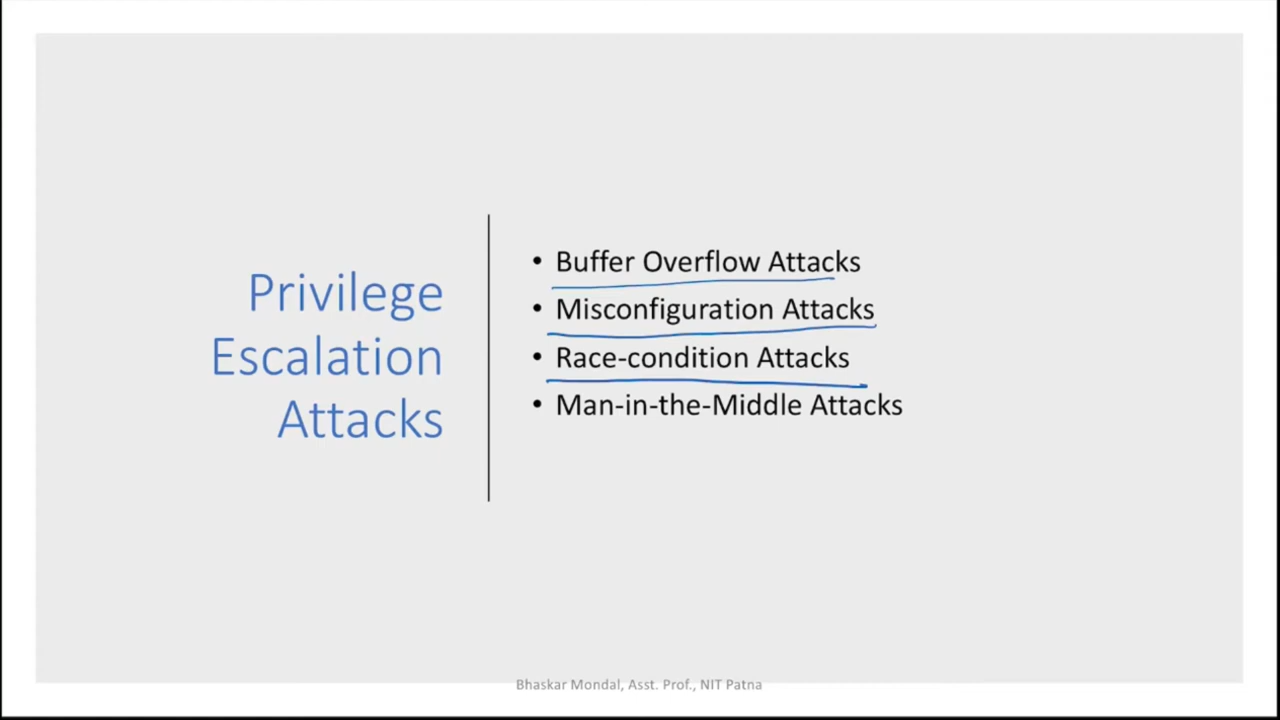 Privilege
Escalation
Attacks
• Buffer Overflow Attacks
• Misconfiguration Attacks
• Race-condition Attacks
• Man-in-the-Middle Attacks
Bhaskar Mondal, Asst. Prof., NIT Patna